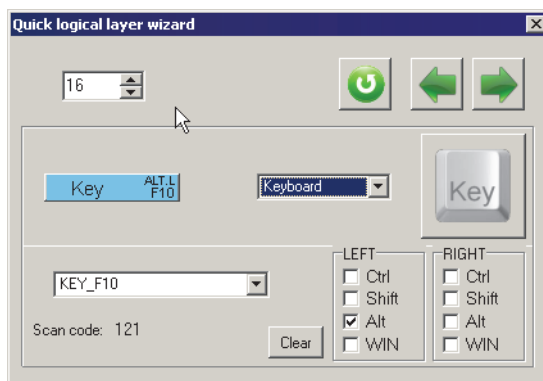 Quick logical layer wizard
16
Key ALT.L F10
Keyboard
Key
KEY_F10
Scan code: 121
Clear
LEFT
Ctrl
Shift
Alt
WIN
RIGHT
Ctrl
Shift
Alt
WIN